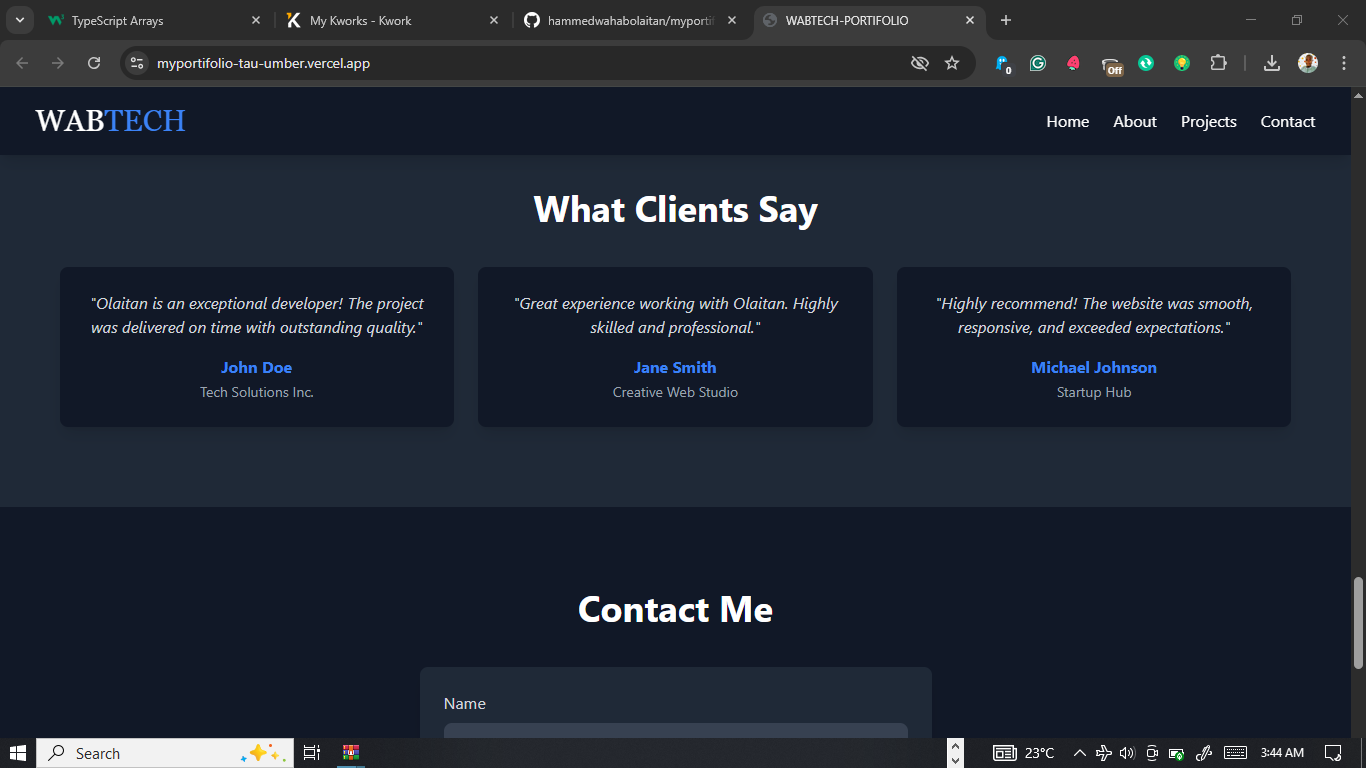 TypeScript Arrays
My Kworks - Kwork
hammedwahabolaitan/myportif
WABTECH-PORTIFOLIO
myportifolio-tau-umber.vercel.app
0
Off
WABTECH
Home
About
Projects
Contact
What Clients Say
"Olaitan is an exceptional developer! The project
was delivered on time with outstanding quality."
John Doe
Tech Solutions Inc.
"Great experience working with Olaitan. Highly
skilled and professional."
Jane Smith
Creative Web Studio
"Highly recommend! The website was smooth,
responsive, and exceeded expectations."
Michael Johnson
Startup Hub
Contact Me
Name
Search
23°C
3:44 AM